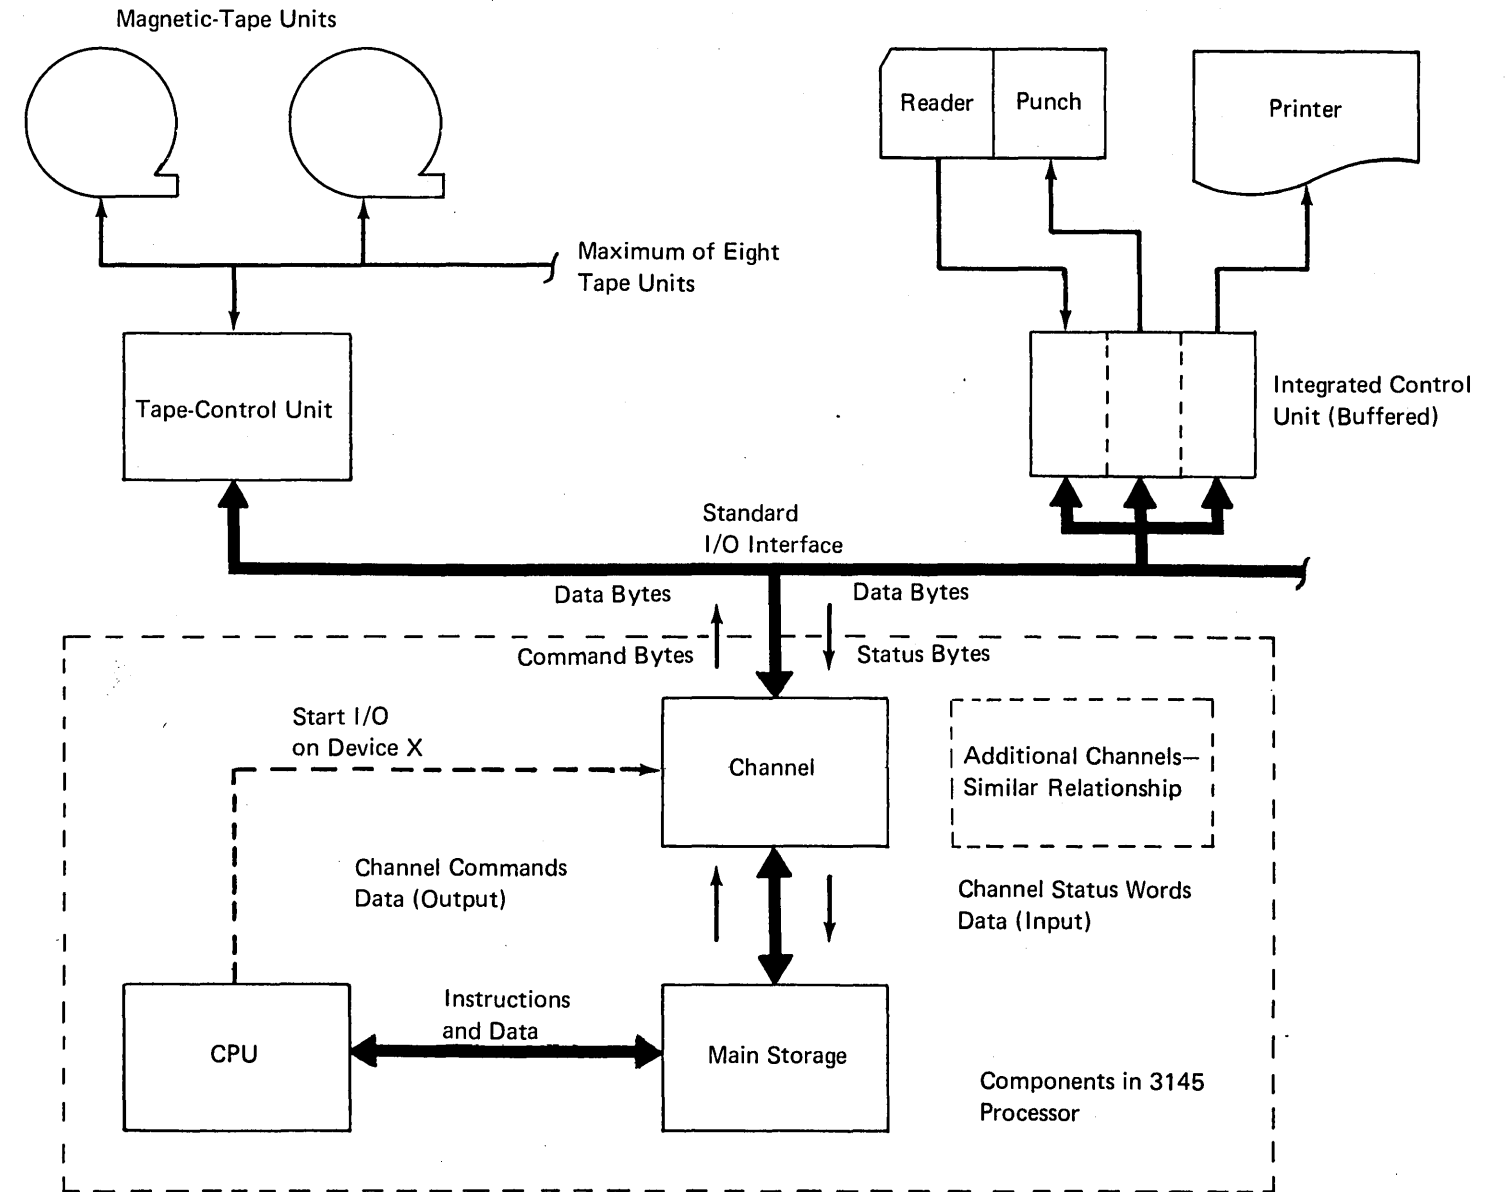 Magnetic-Tape Units
Reader
Punch
Printer
Maximum of Eight
Tape Units
Tape-Control Unit
Integrated Control
Unit (Buffered)
Standard
I/O Interface
Data Bytes
Data Bytes
Command Bytes
Status Bytes
Start I/O
on Device X
Channel
Additional Channels—
Similar Relationship
Channel Commands
Data (Output)
Channel Status Words
Data (Input)
Instructions
and Data
CPU
Main Storage
Components in 3145
Processor